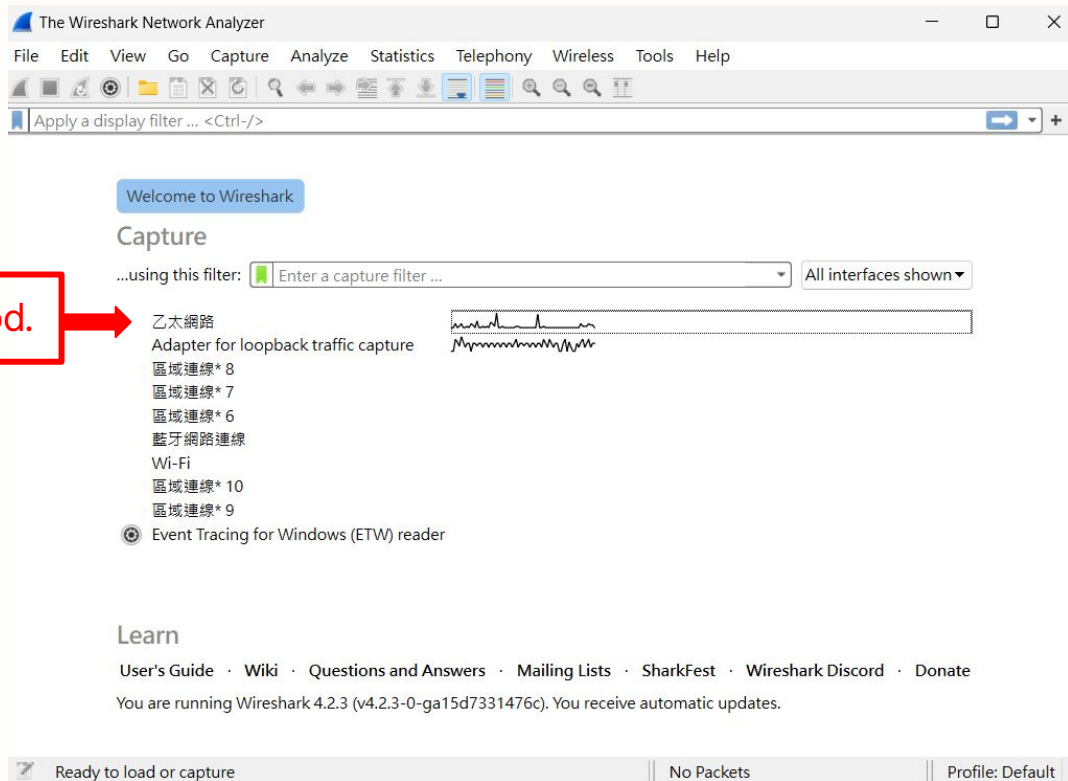 The Wireshark Network Analyzer
File Edit View Go Capture Analyze Statistics Telephony Wireless Tools Help
Apply a display filter ... <Ctrl-/>
Welcome to Wireshark
Capture
...using this filter: Enter a capture filter ... All interfaces shown
乙太網路
Adapter for loopback traffic capture
區域連線* 8
區域連線* 7
區域連線* 6
藍牙網路連線
Wi-Fi
區域連線* 10
區域連線* 9
Event Tracing for Windows (ETW) reader
Learn
User's Guide · Wiki · Questions and Answers · Mailing Lists · SharkFest · Wireshark Discord · Donate
You are running Wireshark 4.2.3 (v4.2.3-0-ga15d7331476c). You receive automatic updates.
Ready to load or capture No Packets Profile: Default